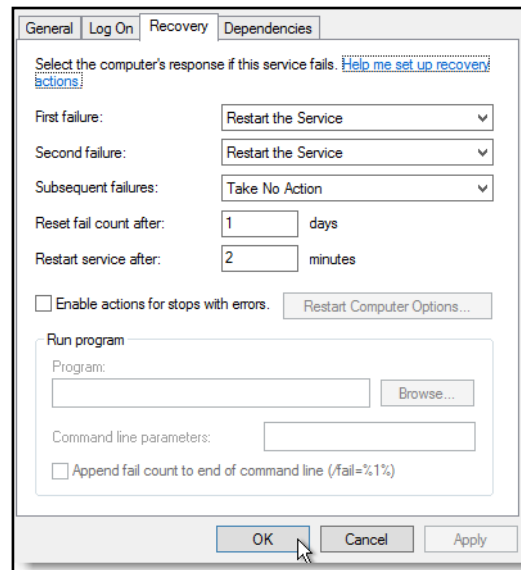 General Log On Recovery Dependencies
Select the computer's response if this service fails. Help me set up recovery
actions.
First failure: Restart the Service
Second failure: Restart the Service
Subsequent failures: Take No Action
Reset fail count after: 1 days
Restart service after: 2 minutes
Enable actions for stops with errors. Restart Computer Options...
Run program
Program:
Browse...
Command line parameters:
Append fail count to end of command line (/fail=%1%)
OK Cancel Apply